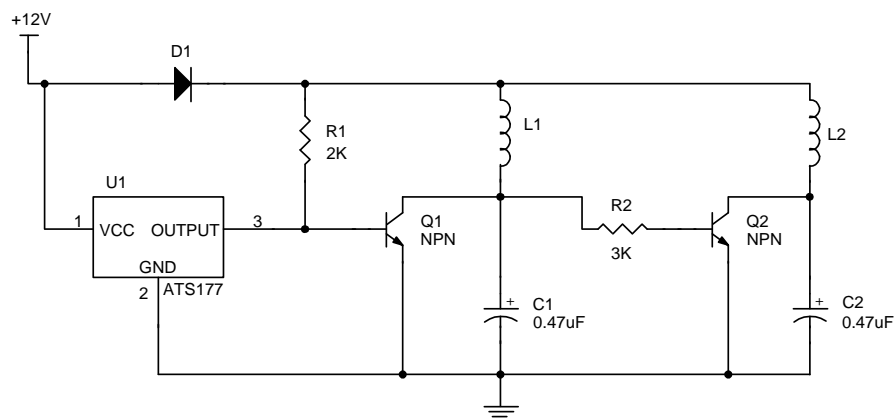 +12V
D1
R1
2K
L1
L2
U1
1
VCC
OUTPUT
3
GND
2
ATS177
Q1
NPN
R2
3K
Q2
NPN
+
C1
0.47uF
+
C2
0.47uF